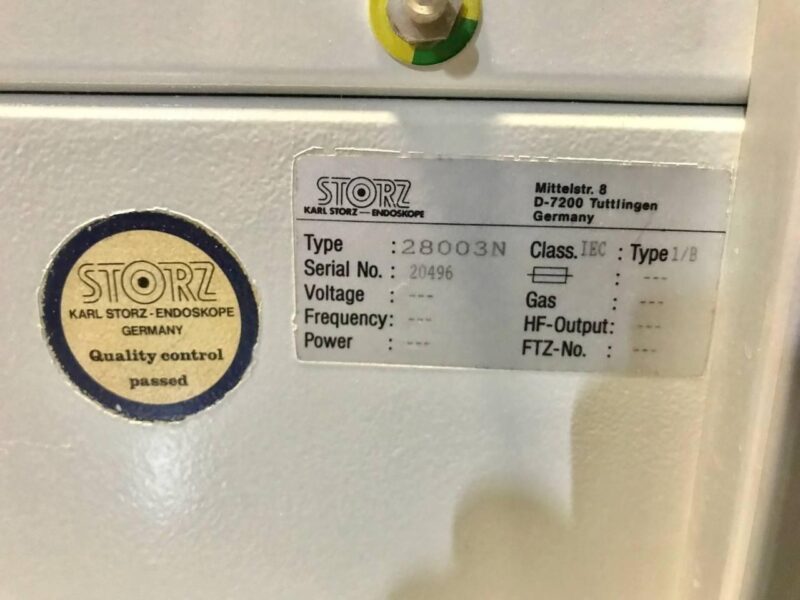 STORZ
KARL STORZ-ENDOSKOPE
GERMANY
Quality control
passed
STORZ
KARL STORZ — ENDOSKOPE
Mittelstr. 8
D-7200 Tuttlingen
Germany
Type : 28003N
Serial No. : 20496
Voltage : ---
Frequency: ---
Power : ---
Class. IEC : Type 1/B
: ---
Gas : ---
HF-Output: ---
FTZ-No. : ---